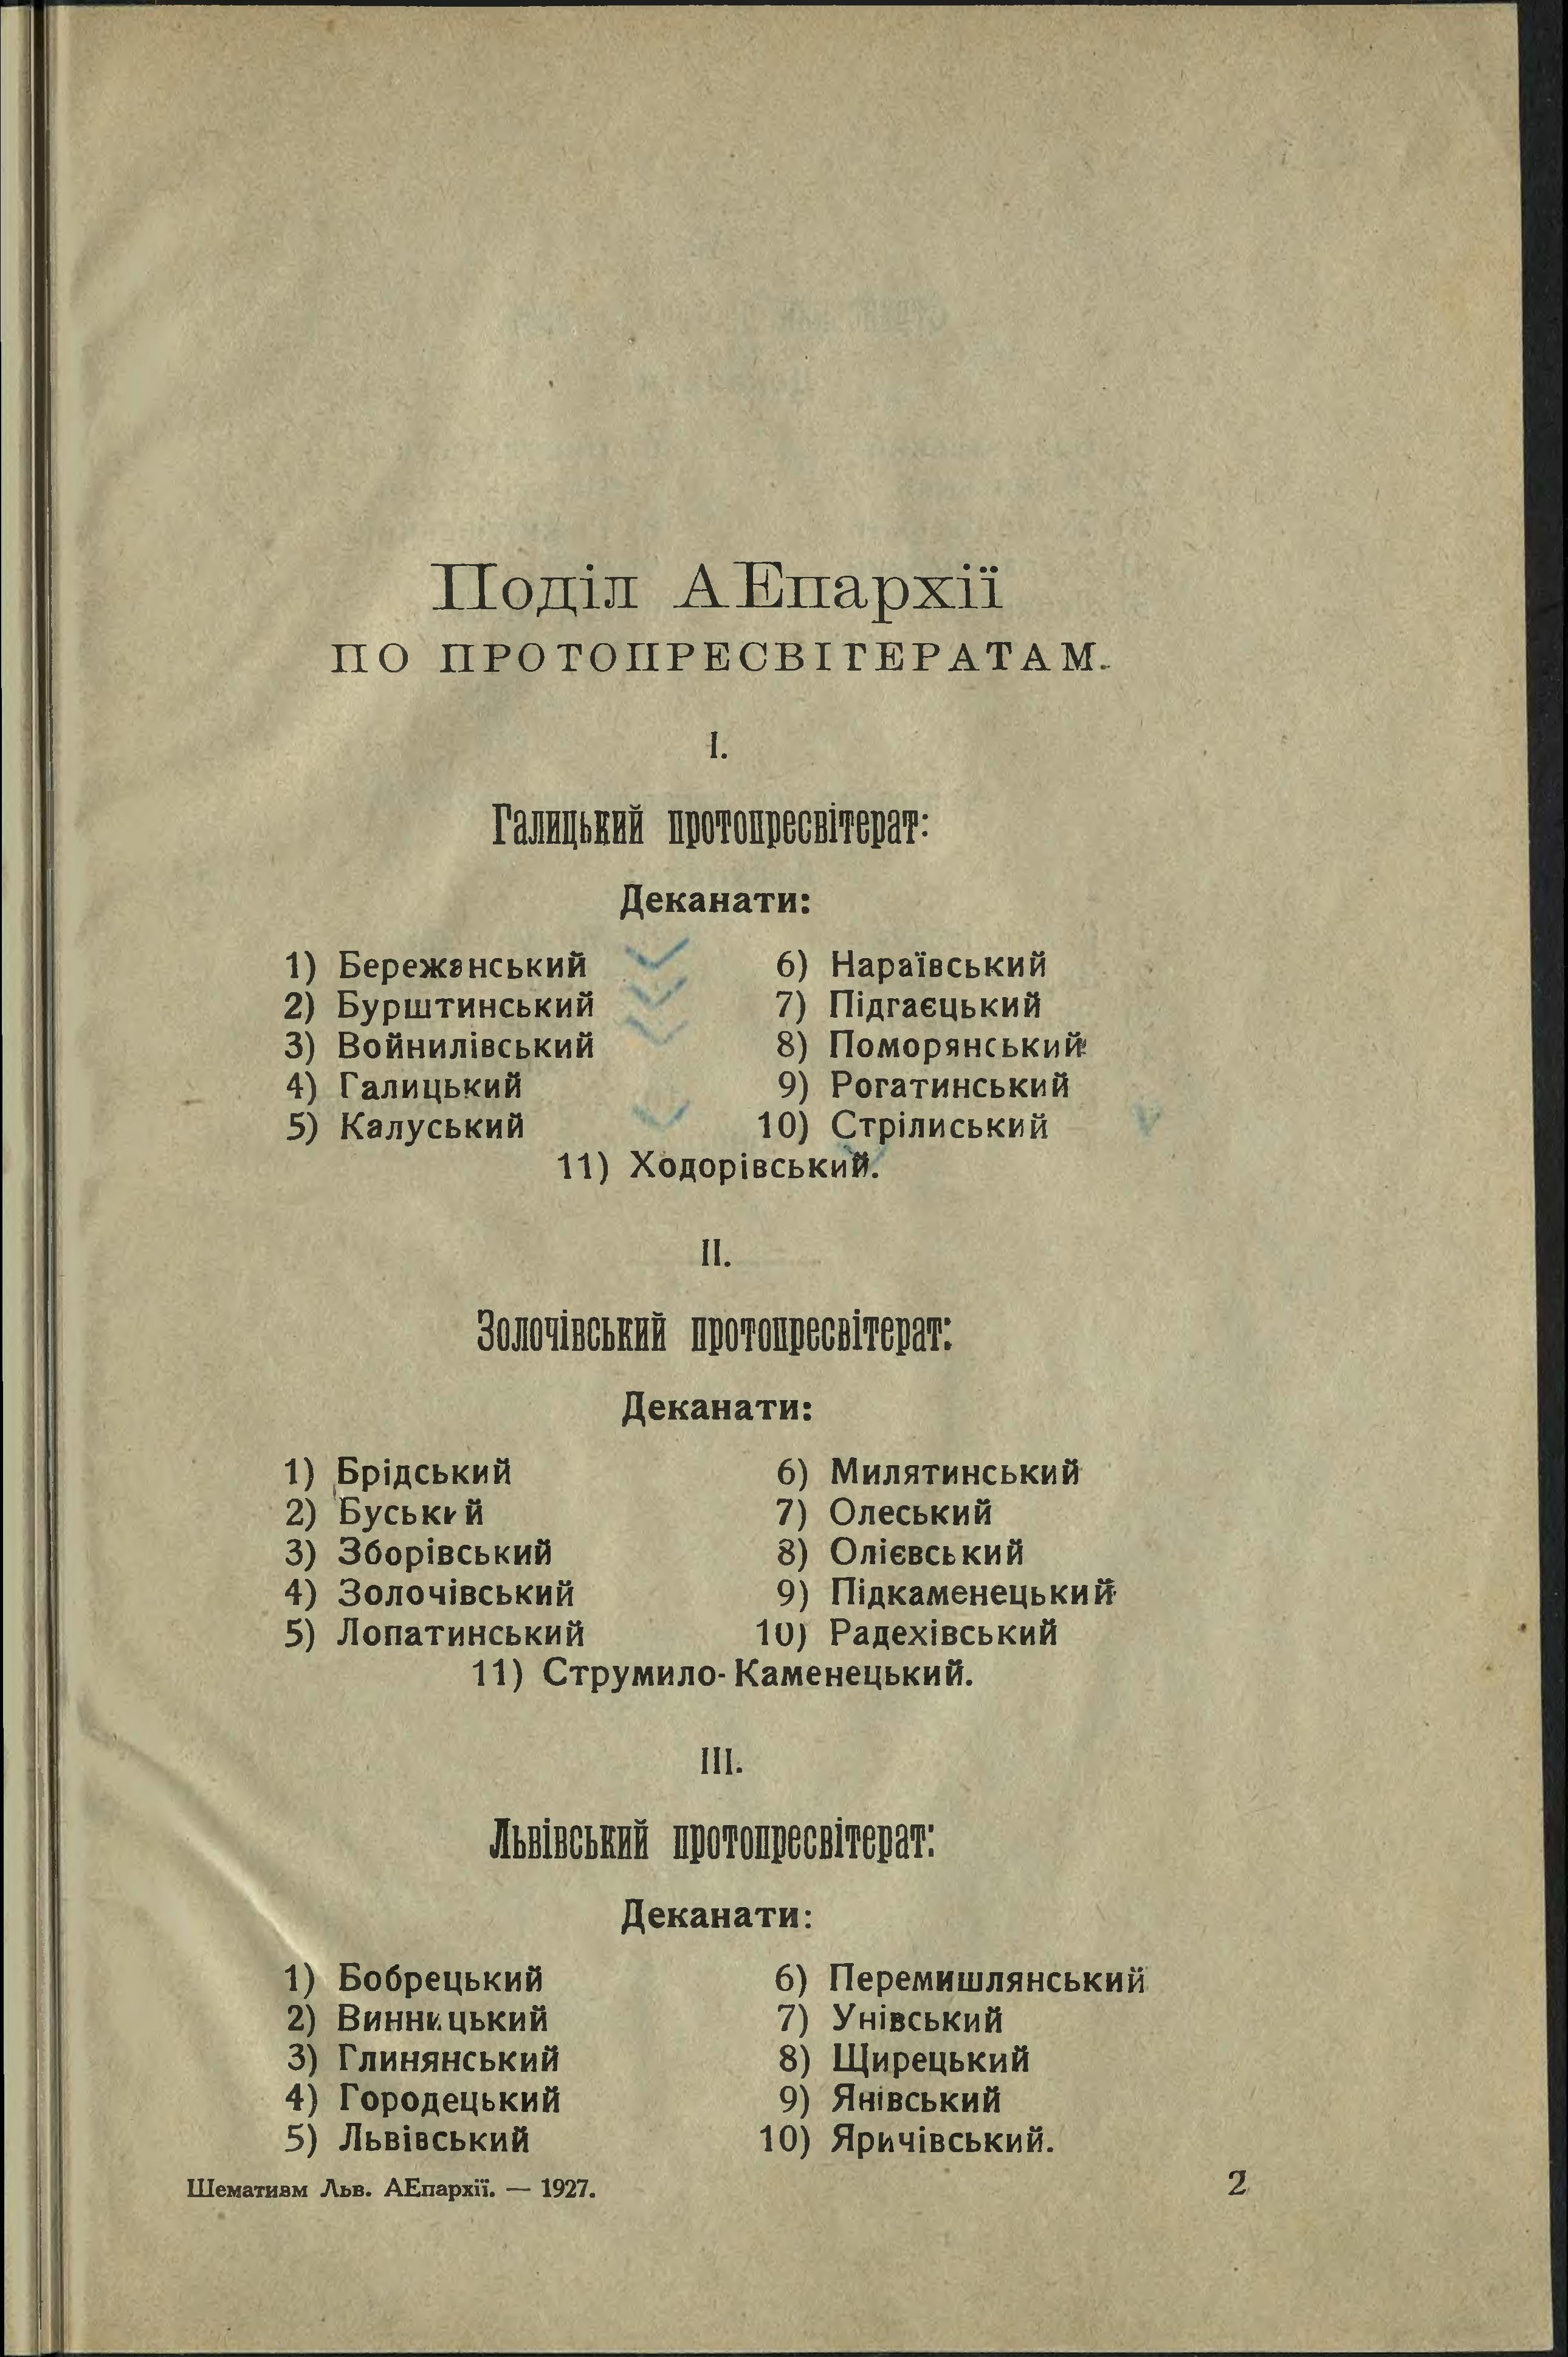 Поділ АЕпархії
ПО ПРОТОПРЕСВІТЕРАТАМ.
I.
Галицький протопресвітерат:
Деканати:
1) Бережанський 6) Нараївський
2) Бурштинський 7) Підгаєцький
3) Войнилівський 8) Поморянський
4) Галицький 9) Рогатинський
5) Калуський 10) Стрілиський
11) Ходорівський.
II.
Золочівський протопресвітерат:
Деканати:
1) Брідський 6) Милятинський
2) Буський 7) Олеський
3) Зборівський 8) Олієвський
4) Золочівський 9) Підкаменецький
5) Лопатинський 10) Радехівський
11) Струмило-Каменецький.
III.
Львівський протопресвітерат:
Деканати:
1) Бобрецький 6) Перемишлянський
2) Винницький 7) Унівський
3) Глинянський 8) Щирецький
4) Городецький 9) Янівський
5) Львівський 10) Яричівський.
Шематизм Льв. АЕпархії. — 1927. 2